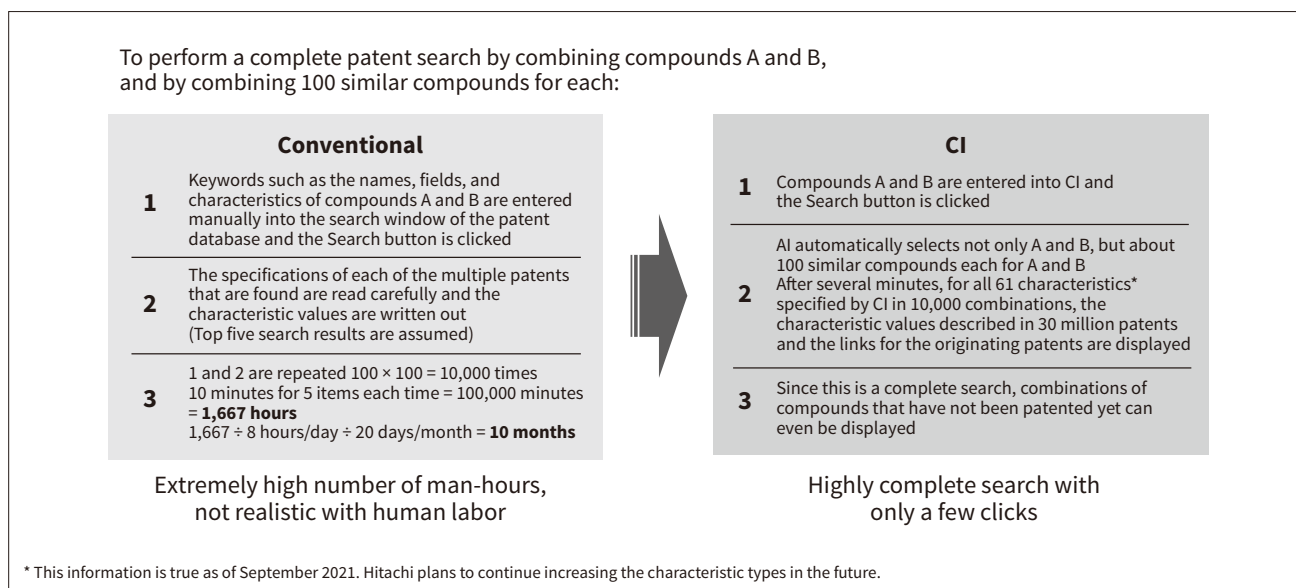 To perform a complete patent search by combining compounds A and B,
and by combining 100 similar compounds for each:
Conventional
1
Keywords such as the names, fields, and
characteristics of compounds A and B are entered
manually into the search window of the patent
database and the Search button is clicked
2
The specifications of each of the multiple patents
that are found are read carefully and the
characteristic values are written out
(Top five search results are assumed)
3
1 and 2 are repeated 100 × 100 = 10,000 times
10 minutes for 5 items each time = 100,000 minutes
= 1,667 hours
1,667 ÷ 8 hours/day ÷ 20 days/month = 10 months
Extremely high number of man-hours,
not realistic with human labor
CI
1
Compounds A and B are entered into CI and
the Search button is clicked
2
AI automatically selects not only A and B, but about
100 similar compounds each for A and B
After several minutes, for all 61 characteristics*
specified by CI in 10,000 combinations, the
characteristic values described in 30 million patents
and the links for the originating patents are displayed
3
Since this is a complete search, combinations of
compounds that have not been patented yet can
even be displayed
Highly complete search with
only a few clicks
* This information is true as of September 2021. Hitachi plans to continue increasing the characteristic types in the future.